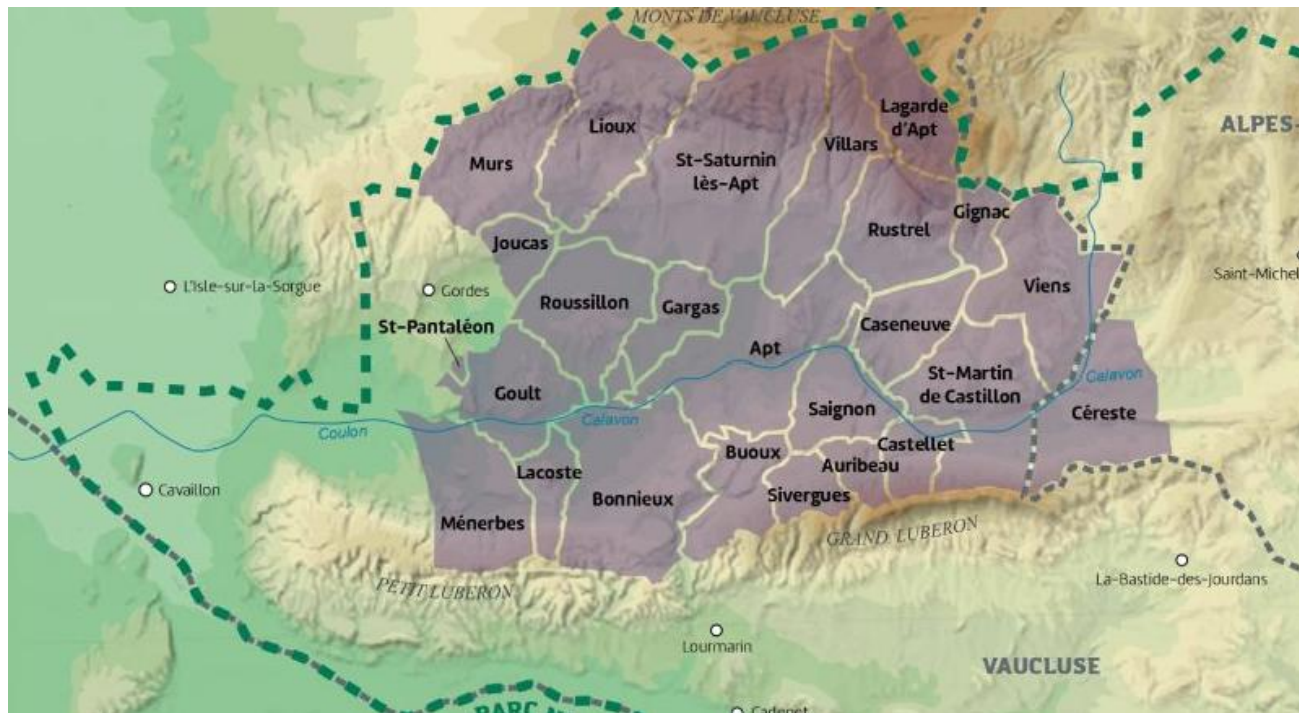 MONTS DE VAUCLUSE
Lagarde
d'Apt
ALPES-
Lioux
Villars
Murs
St-Saturnin
lès-Apt
Gignac
Rustrel
Joucas
Saint-Michel
L'Isle-sur-la-Sorgue
Gordes
Roussillon
Gargas
Viens
St-Pantaléon
Caseneuve
Apt
St-Martin
de Castillon
Calavon
Goult
Calavon
Saignon
Céreste
Coulon
Castellet
Buoux
Auribeau
Lacoste
Cavaillon
Bonnieux
Sivergues
Ménerbes
GRAND LUBERON
PETIT LUBERON
La-Bastide-des-Jourdans
Lourmarin
VAUCLUSE
PARC N
Cadenet